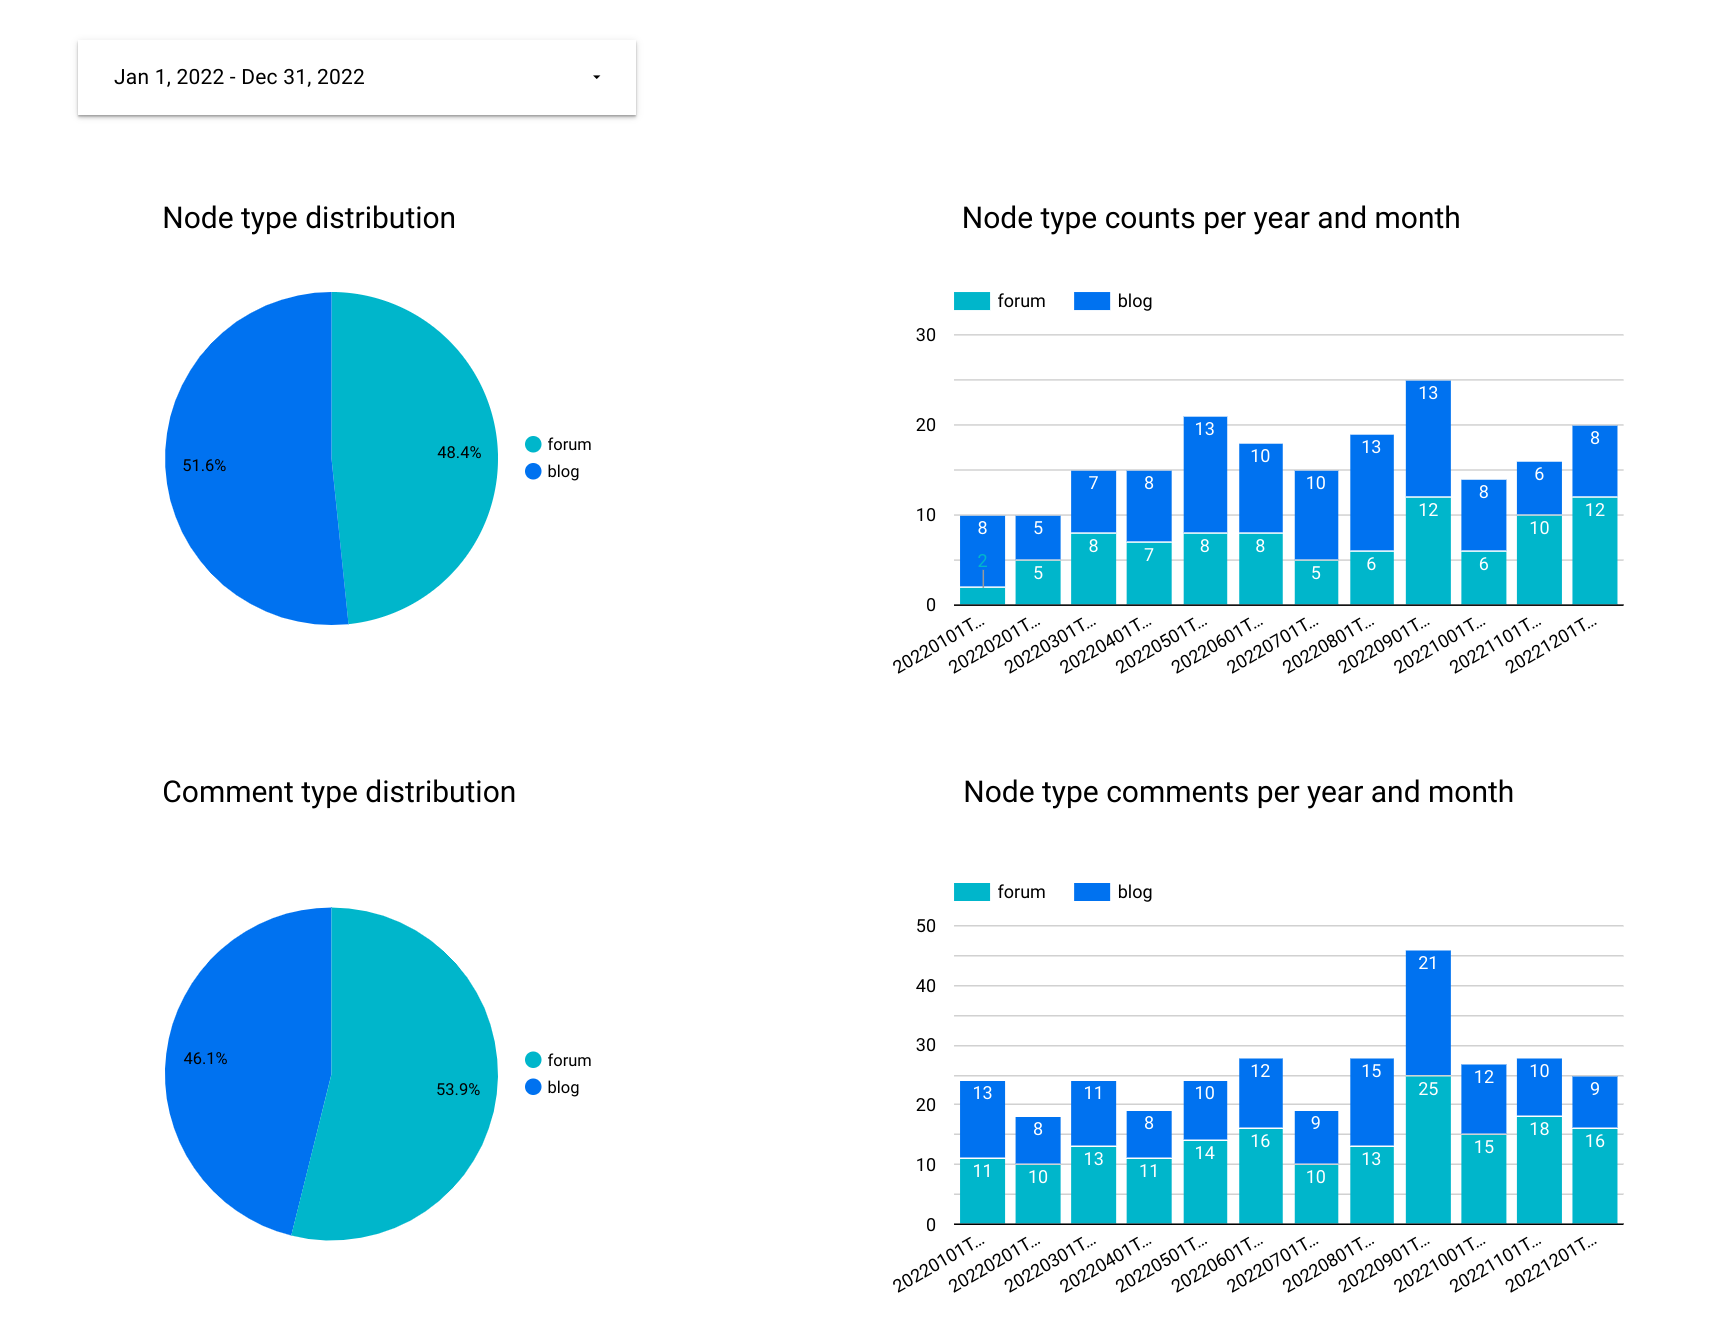 Jan 1, 2022 - Dec 31, 2022
Node type distribution
51.6%
48.4%
forum
blog
Node type counts per year and month
forum
blog
30
20
10
0
8 5 7 8 13 10 10 13 13 8 6 8
2 5 8 7 8 8 5 6 12 6 10 12
20220101T...
20220201T...
20220301T...
20220401T...
20220501T...
20220601T...
20220701T...
20220801T...
20220901T...
20221001T...
20221101T...
20221201T...
Comment type distribution
46.1%
53.9%
forum
blog
Node type comments per year and month
forum
blog
50
40
30
20
10
0
13 8 11 8 10 12 9 15 21 12 10 9
11 10 13 11 14 16 10 13 25 15 18 16
20220101T...
20220201T...
20220301T...
20220401T...
20220501T...
20220601T...
20220701T...
20220801T...
20220901T...
20221001T...
20221101T...
20221201T...